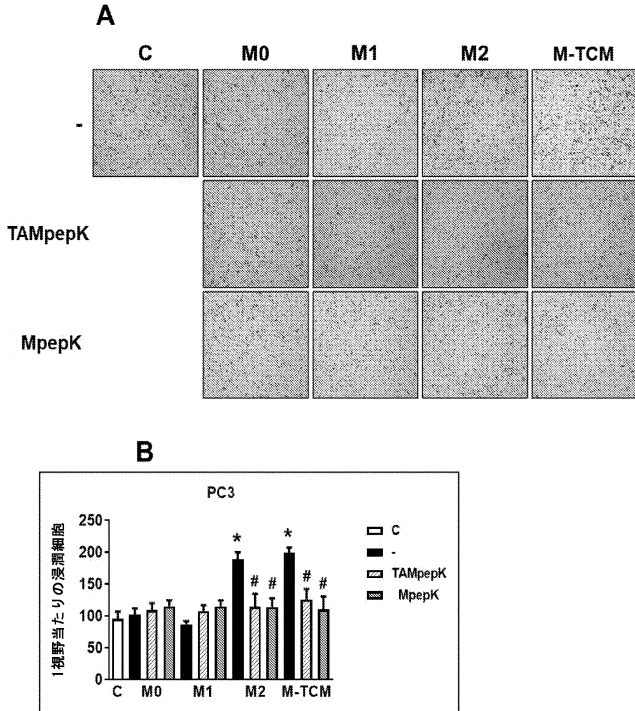 A
C M0 M1 M2 M-TCM
-
TAMpepK
MpepK
B
PC3
1視野当たりの浸潤細胞
250
200
150
100
50
0
* * # # # #
C M0 M1 M2 M-TCM
C
-
TAMpepK
MpepK